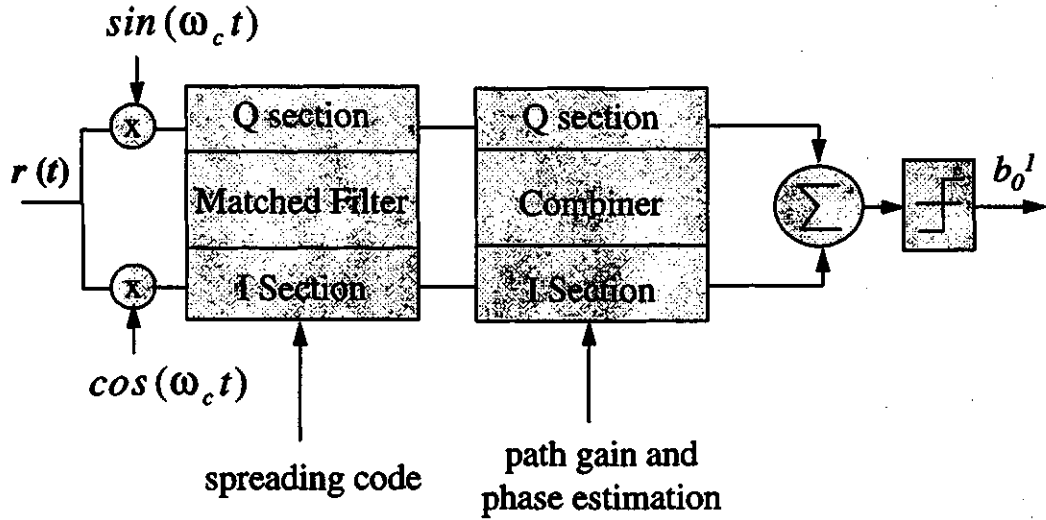 sin (ω_c t)
x
Q section
Q section
r (t)
Matched Filter
Combiner
Σ
b_0^1
x
I Section
I Section
cos (ω_c t)
spreading code
path gain and
phase estimation